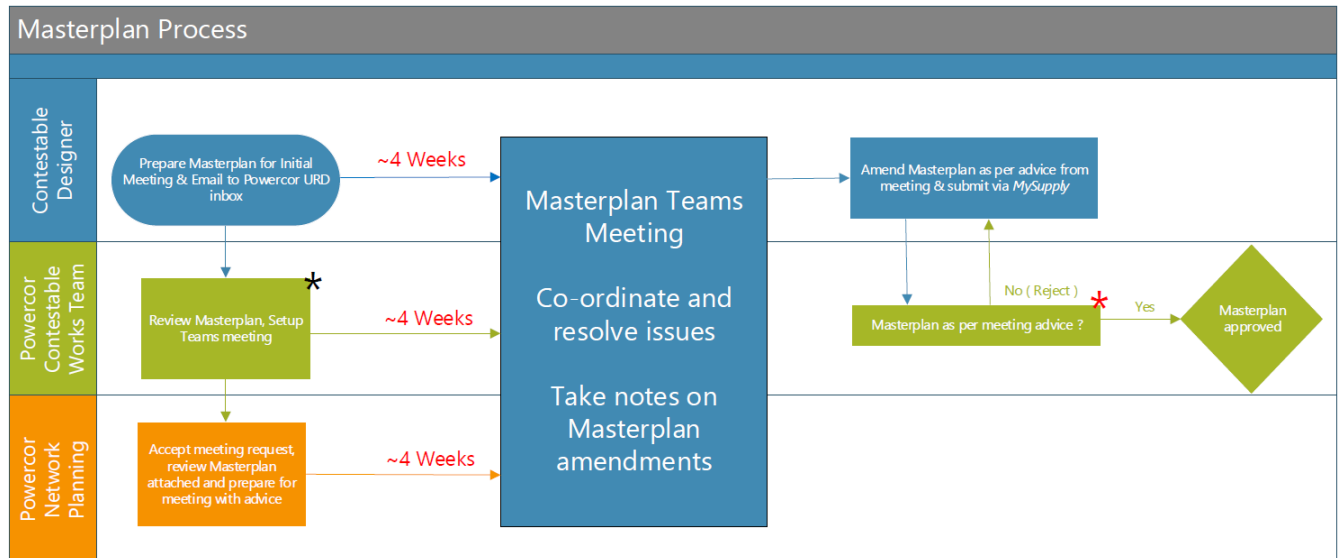 Masterplan Process
Contestable
Designer
Prepare Masterplan for Initial
Meeting & Email to Powercor URD
inbox
~4 Weeks
Masterplan Teams
Meeting
Co-ordinate and
resolve issues
Take notes on
Masterplan
amendments
Amend Masterplan as per advice from
meeting & submit via MySupply
Powercor
Contestable
Works Team
Review Masterplan, Setup
Teams meeting
*
~4 Weeks
No ( Reject )
*
Masterplan as per meeting advice ?
Yes
Masterplan
approved
Powercor
Network
Planning
Accept meeting request,
review Masterplan
attached and prepare for
meeting with advice
~4 Weeks